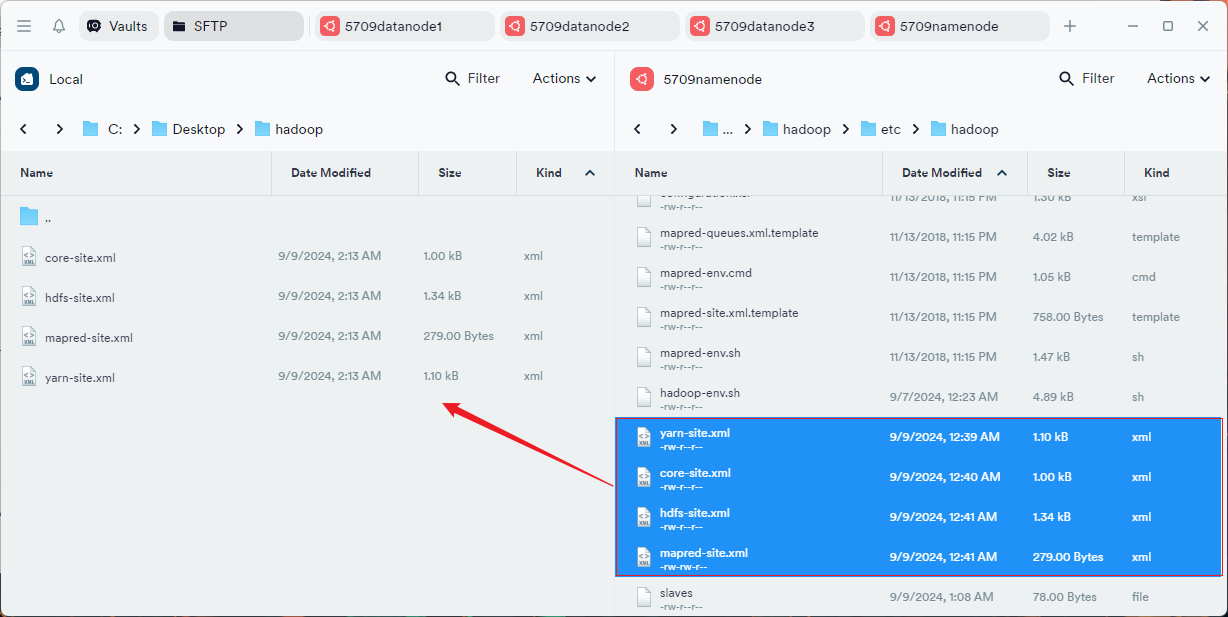 Vaults SFTP 5709datanode1 5709datanode2 5709datanode3 5709namenode
Local Filter Actions
C: Desktop hadoop
Name Date Modified Size Kind
..
core-site.xml 9/9/2024, 2:13 AM 1.00 kB xml
hdfs-site.xml 9/9/2024, 2:13 AM 1.34 kB xml
mapred-site.xml 9/9/2024, 2:13 AM 279.00 Bytes xml
yarn-site.xml 9/9/2024, 2:13 AM 1.10 kB xml
5709namenode Filter Actions
... hadoop etc hadoop
Name Date Modified Size Kind
11/13/2018, 11:15 PM 1.30 kB xsl
-rw-r--r--
mapred-queues.xml.template 11/13/2018, 11:15 PM 4.02 kB template
-rw-r--r--
mapred-env.cmd 11/13/2018, 11:15 PM 1.05 kB cmd
-rw-r--r--
mapred-site.xml.template 11/13/2018, 11:15 PM 758.00 Bytes template
-rw-r--r--
mapred-env.sh 11/13/2018, 11:15 PM 1.47 kB sh
-rw-r--r--
hadoop-env.sh 9/7/2024, 12:23 AM 4.89 kB sh
-rw-r--r--
yarn-site.xml 9/9/2024, 12:39 AM 1.10 kB xml
-rw-r--r--
core-site.xml 9/9/2024, 12:40 AM 1.00 kB xml
-rw-r--r--
hdfs-site.xml 9/9/2024, 12:41 AM 1.34 kB xml
-rw-r--r--
mapred-site.xml 9/9/2024, 12:41 AM 279.00 Bytes xml
-rw-rw-r--
slaves 9/9/2024, 1:08 AM 78.00 Bytes file
-rw-r--r--